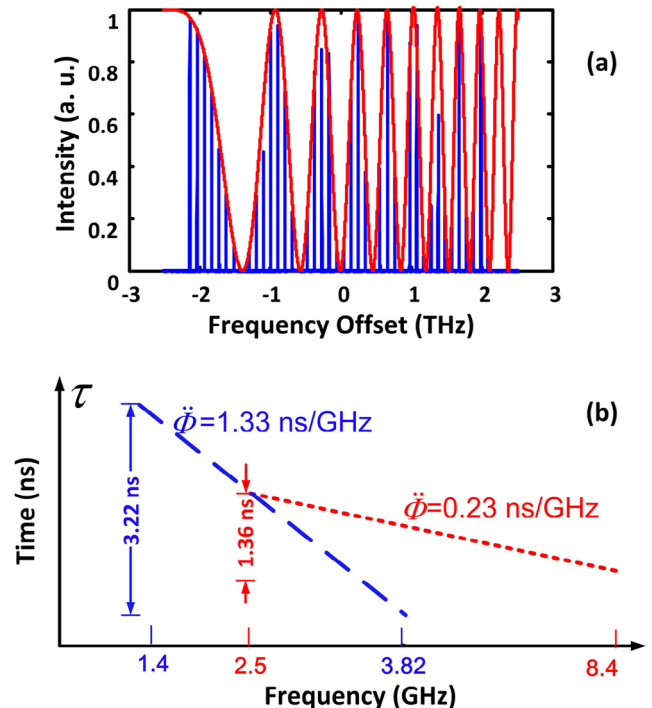 (a)
Intensity (a. u.)
1
0.8
0.6
0.4
0.2
0
-3 -2 -1 0 1 2 3
Frequency Offset (THz)
(b)
τ
Time (ns)
Φ̈=1.33 ns/GHz
3.22 ns
1.36 ns
Φ̈=0.23 ns/GHz
1.4 2.5 3.82 8.4
Frequency (GHz)